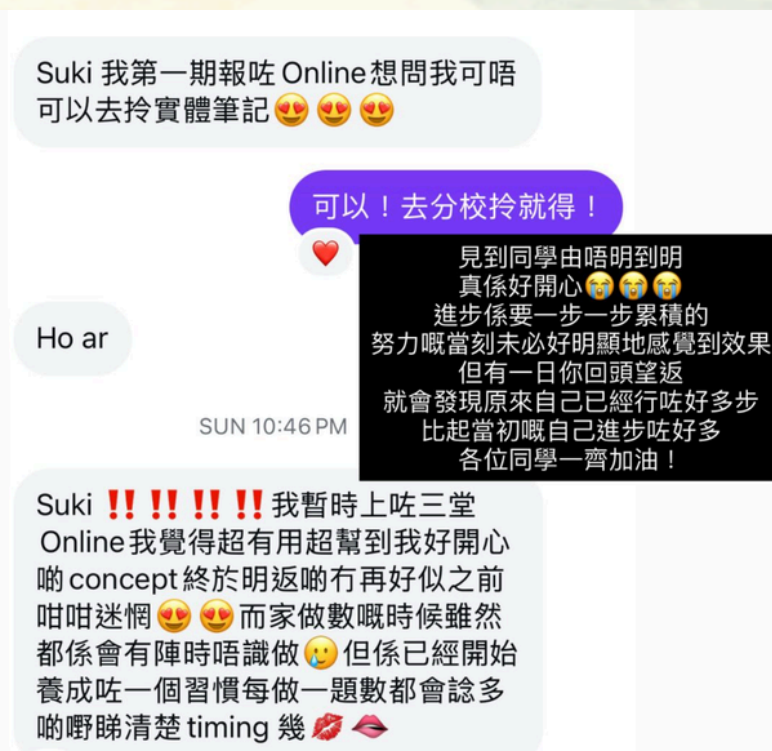 Suki 我第一期報咗 Online 想問我可唔
可以去拎實體筆記😍😍😍
可以！去分校拎就得！
❤️
見到同學由唔明到明
真係好開心😭😭😭
進步係要一步一步累積的
努力嘅當刻未必好明顯地感覺到效果
但有一日你回頭望返
就會發現原來自己已經行咗好多步
比起當初嘅自己進步咗好多
各位同學一齊加油！
Ho ar
SUN 10:46 PM
Suki ‼️ ‼️ ‼️ ‼️ 我暫時上咗三堂
Online 我覺得超有用超幫到我好開心
啲 concept 終於明返啲冇再好似之前
咁咁迷惘😍😍而家做數嘅時候雖然
都係會有陣時唔識做🥲但係已經開始
養成咗一個習慣每做一題數都會諗多
啲嘢睇清楚 timing 幾💋👄